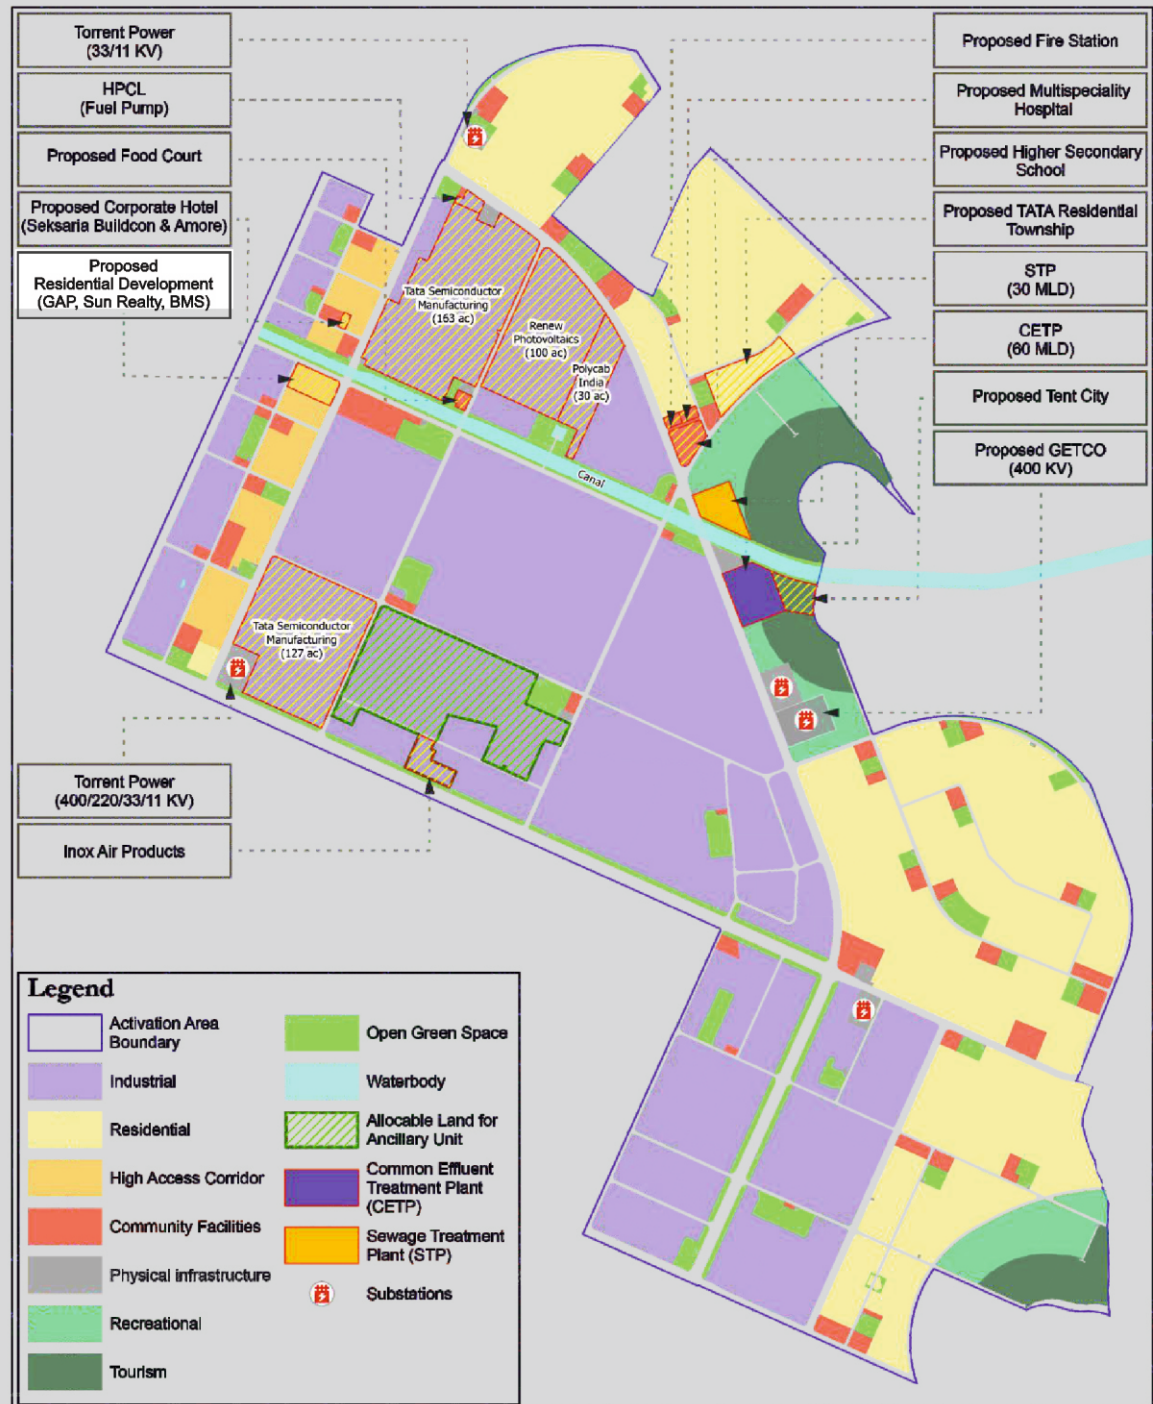 Torrent Power
(33/11 KV)
HPCL
(Fuel Pump)
Proposed Food Court
Proposed Corporate Hotel
(Seksaria Buildcon & Amore)
Proposed
Residential Development
(GAP, Sun Realty, BMS)
Proposed Fire Station
Proposed Multispeciality
Hospital
Proposed Higher Secondary
School
Proposed TATA Residential
Township
STP
(30 MLD)
CETP
(60 MLD)
Proposed Tent City
Proposed GETCO
(400 KV)
Tata Semiconductor
Manufacturing
(163 ac)
Renew
Photovoltaics
(100 ac)
Polycab
India
(30 ac)
Canal
Tata Semiconductor
Manufacturing
(127 ac)
Torrent Power
(400/220/33/11 KV)
Inox Air Products
Legend
Activation Area
Boundary
Industrial
Residential
High Access Corridor
Community Facilities
Physical infrastructure
Recreational
Tourism
Open Green Space
Waterbody
Allocable Land for
Ancillary Unit
Common Effluent
Treatment Plant
(CETP)
Sewage Treatment
Plant (STP)
Substations